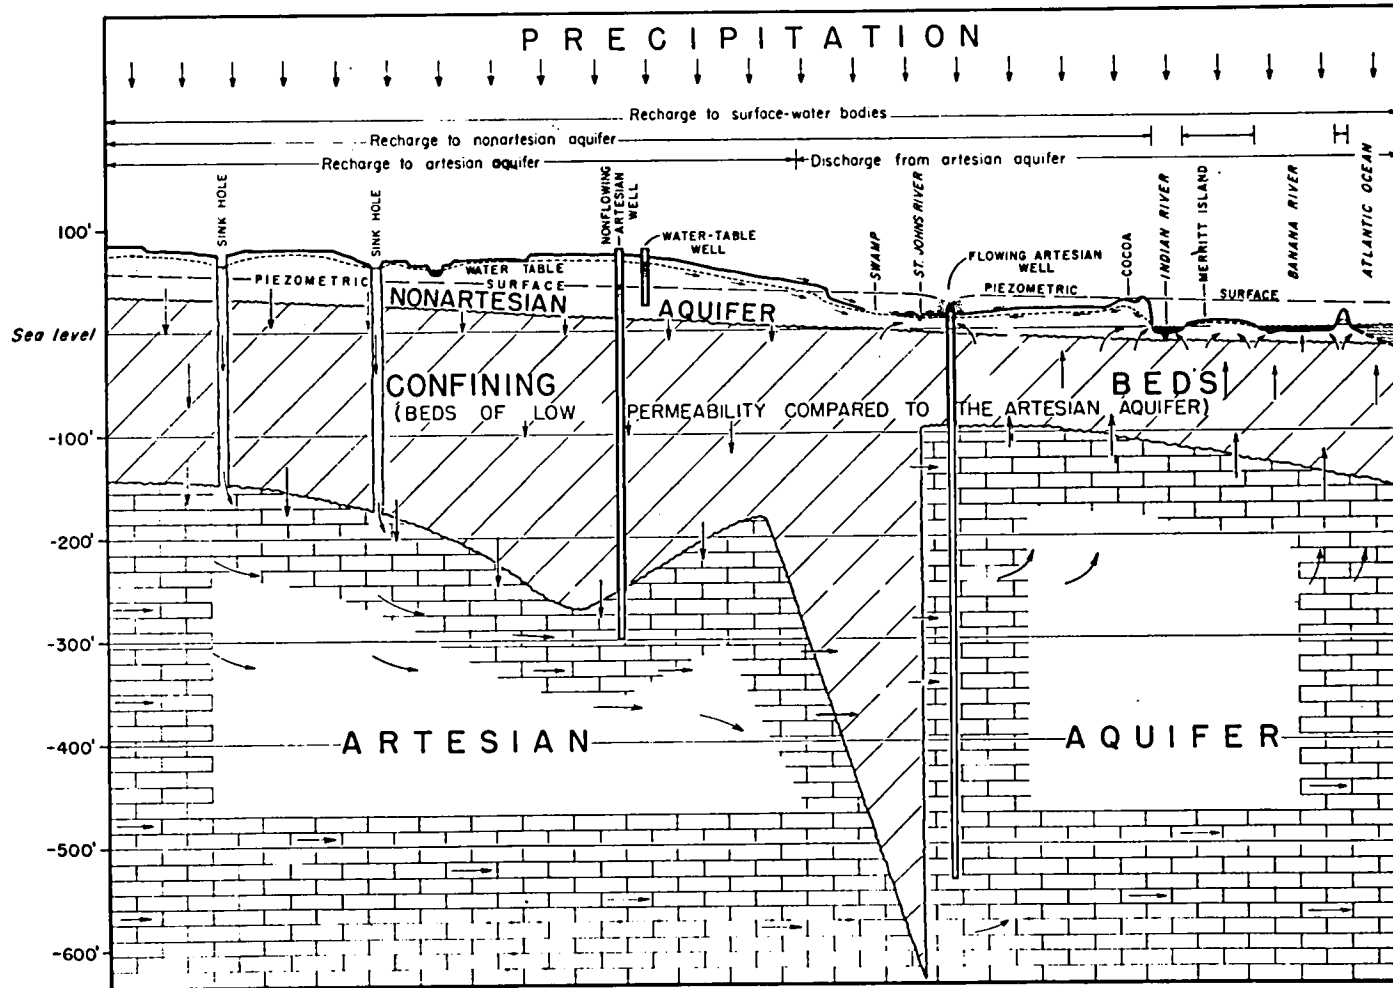 PRECIPITATION
Recharge to surface-water bodies
Recharge to nonartesian aquifer
Recharge to artesian aquifer
Discharge from artesian aquifer
SINK HOLE
SINK HOLE
NONFLOWING
ARTESIAN
WELL
WATER-TABLE
WELL
SWAMP
ST. JOHNS RIVER
FLOWING ARTESIAN
WELL
COCOA
INDIAN RIVER
MERRITT ISLAND
BANANA RIVER
ATLANTIC OCEAN
100'
WATER TABLE
PIEZOMETRIC SURFACE
PIEZOMETRIC SURFACE
NONARTESIAN AQUIFER
Sea level
CONFINING BEDS
(BEDS OF LOW PERMEABILITY COMPARED TO THE ARTESIAN AQUIFER)
-100'
-200'
-300'
-400'
ARTESIAN AQUIFER
-500'
-600'